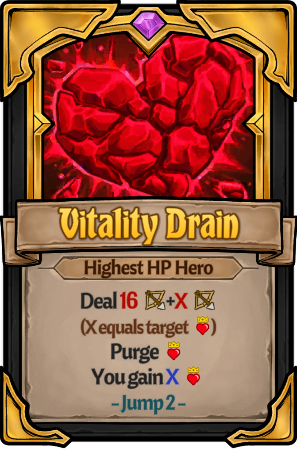 Vitality Drain
Highest HP Hero
Deal 16 + X
(X equals target )
Purge
You gain X
- Jump 2 -